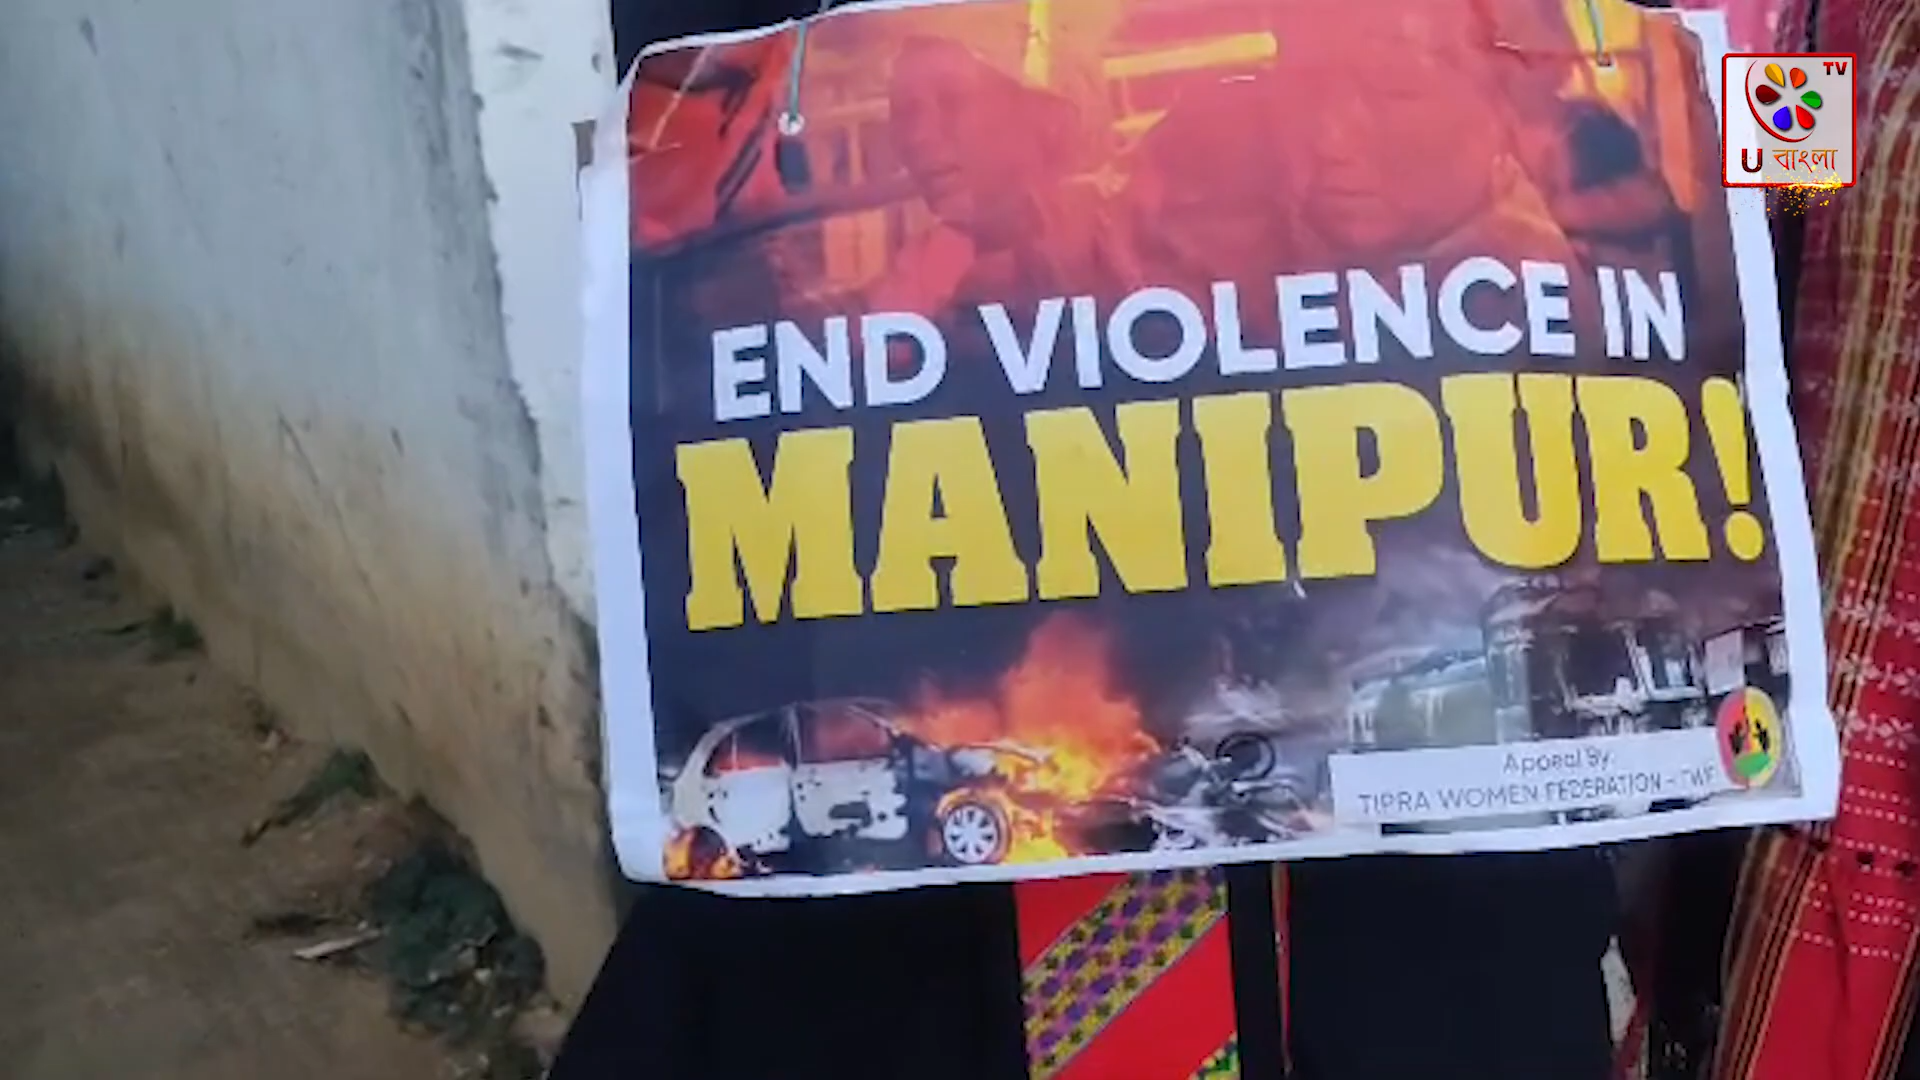 TV
U বাংলা
END VIOLENCE IN
MANIPUR!
Appeal By:
TIPRA WOMEN FEDERATION - TWF